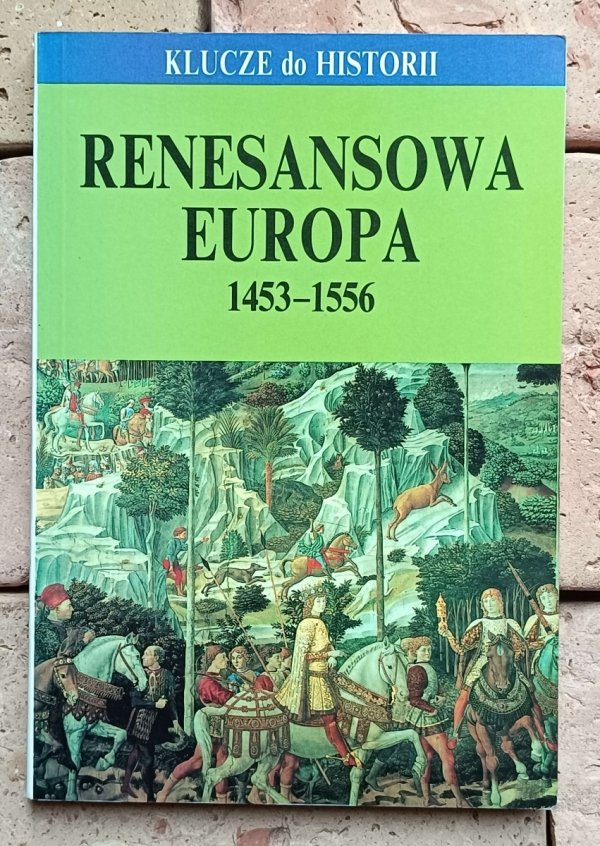 KLUCZE do HISTORII
RENESANSOWA
EUROPA
1453–1556